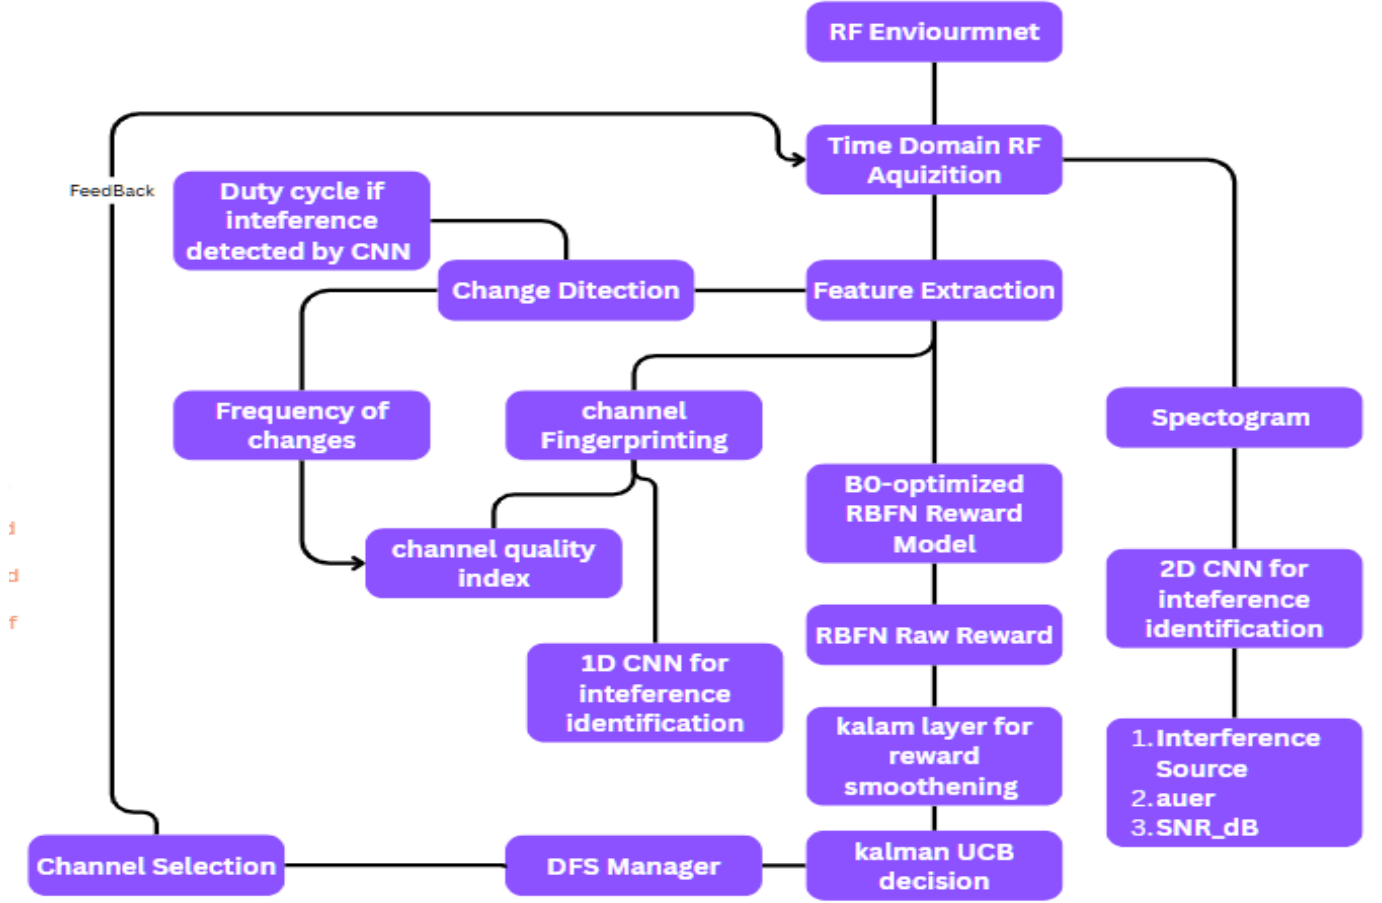 RF Enviourmnet
Time Domain RF
Aquizition
FeedBack
Duty cycle if
inteference
detected by CNN
Change Ditection
Feature Extraction
Frequency of
changes
channel
Fingerprinting
Spectogram
BO-optimized
RBFN Reward
Model
channel quality
index
2D CNN for
inteference
identification
RBFN Raw Reward
1D CNN for
inteference
identification
kalam layer for
reward
smoothening
1.Interference
Source
2.auer
3.SNR_dB
Channel Selection
DFS Manager
kalman UCB
decision
d
d
f